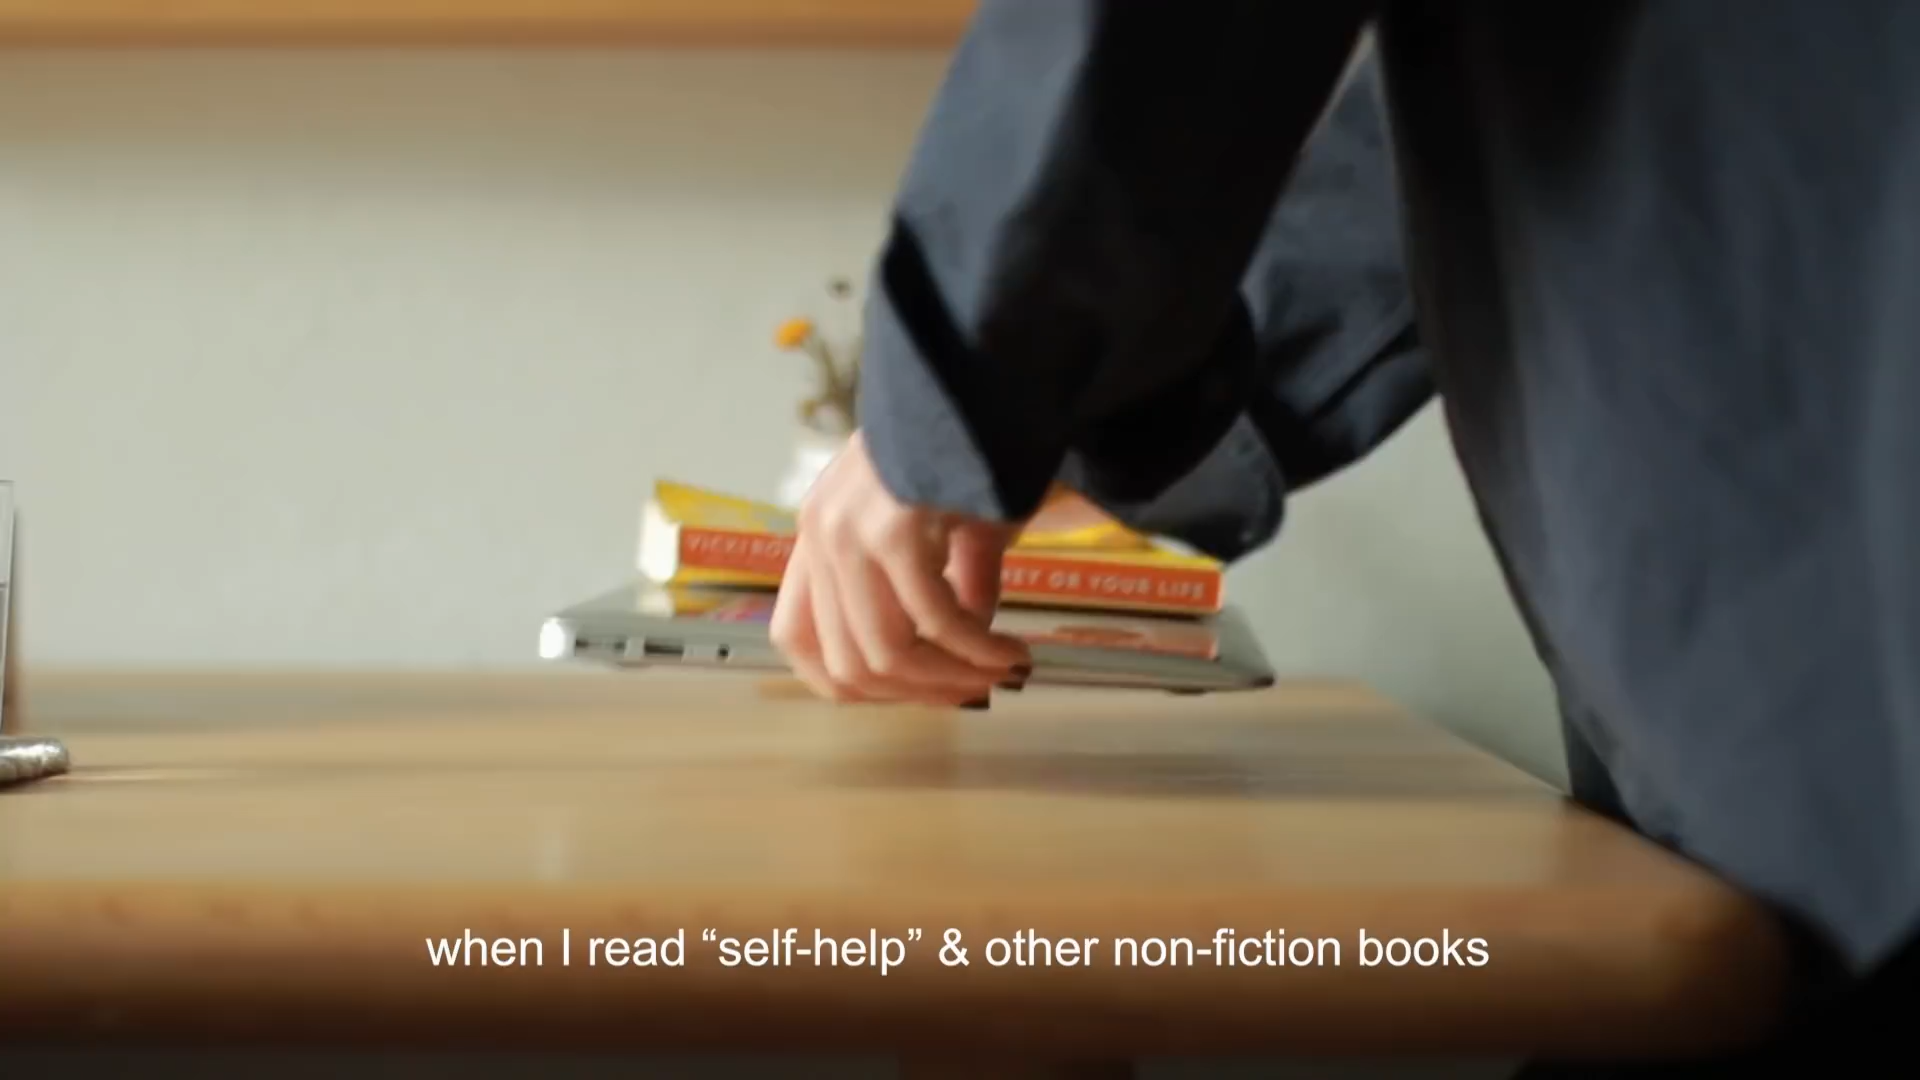 VICKI RO
EY OR YOUR LIFE
when I read “self-help” & other non-fiction books